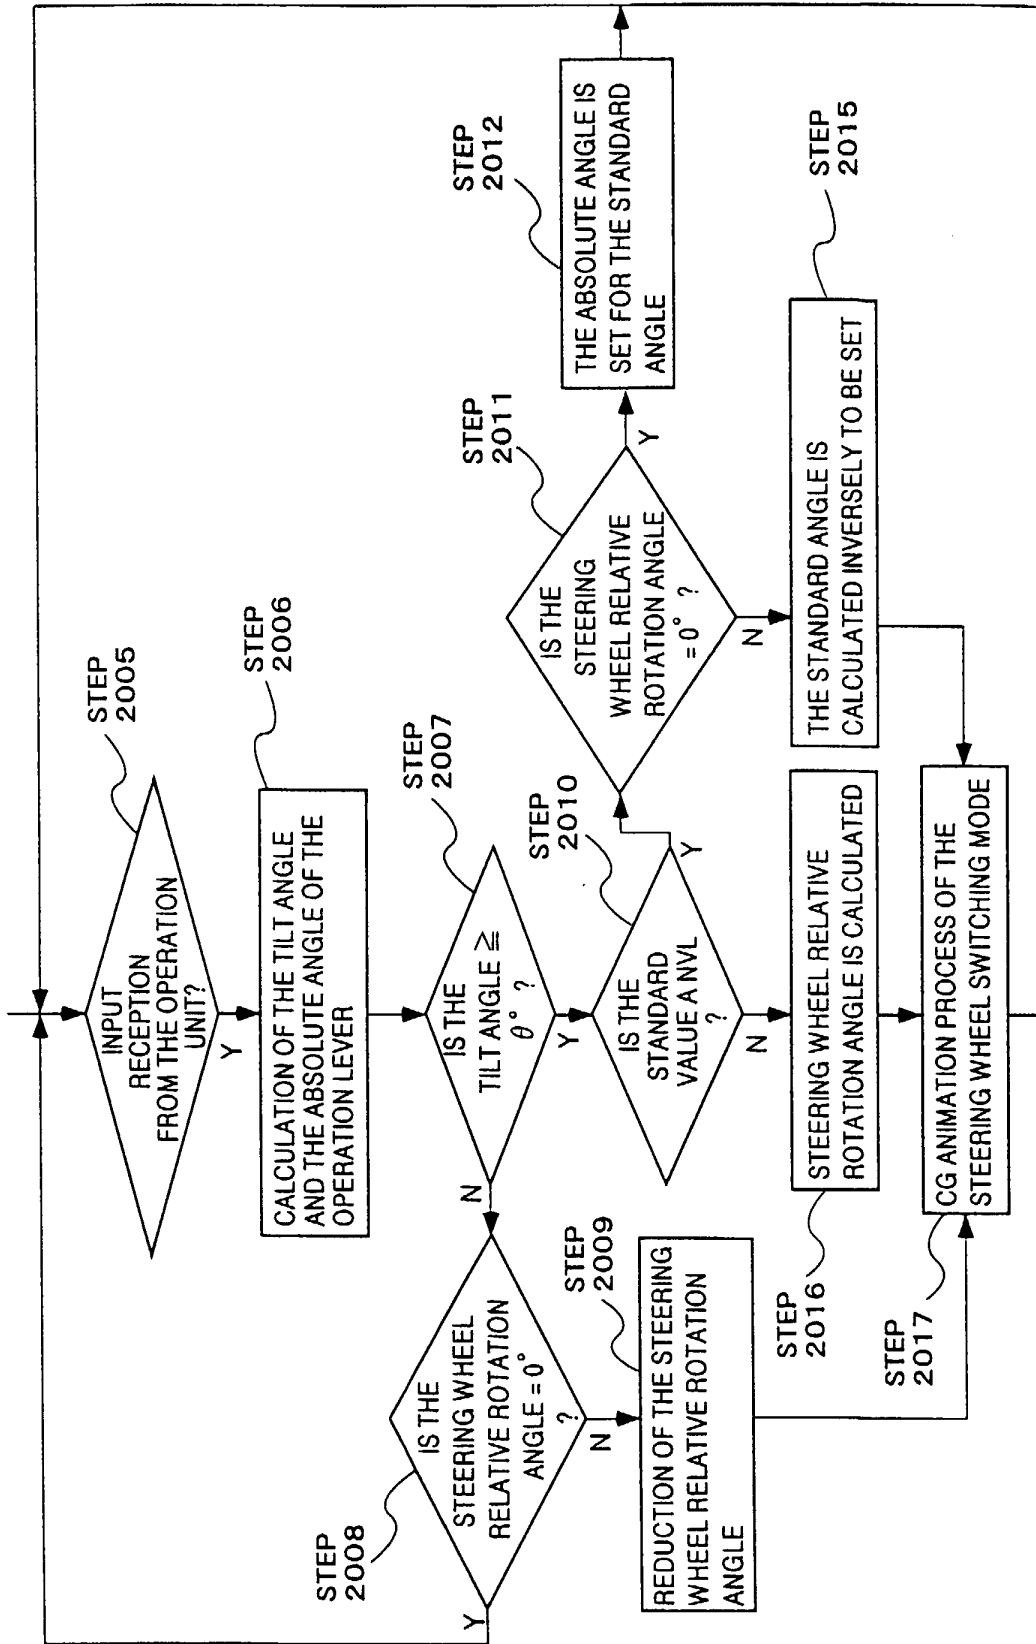 STEP
2005
INPUT
RECEPTION
FROM THE OPERATION
UNIT?
Y
STEP
2006
CALCULATION OF THE TILT ANGLE
AND THE ABSOLUTE ANGLE OF THE
OPERATION LEVER
STEP
2007
IS THE
TILT ANGLE ≧
θ° ?
N
Y
STEP
2008
IS THE
STEERING WHEEL
RELATIVE ROTATION
ANGLE = 0°
?
Y
N
STEP
2009
REDUCTION OF THE STEERING
WHEEL RELATIVE ROTATION
ANGLE
STEP
2010
IS THE
STANDARD
VALUE A NVL
?
Y
N
STEP
2011
IS THE
STEERING
WHEEL RELATIVE
ROTATION ANGLE
= 0° ?
Y
N
STEP
2012
THE ABSOLUTE ANGLE IS
SET FOR THE STANDARD
ANGLE
STEP
2015
THE STANDARD ANGLE IS
CALCULATED INVERSELY TO BE SET
STEP
2016
STEERING WHEEL RELATIVE
ROTATION ANGLE IS CALCULATED
STEP
2017
CG ANIMATION PROCESS OF THE
STEERING WHEEL SWITCHING MODE